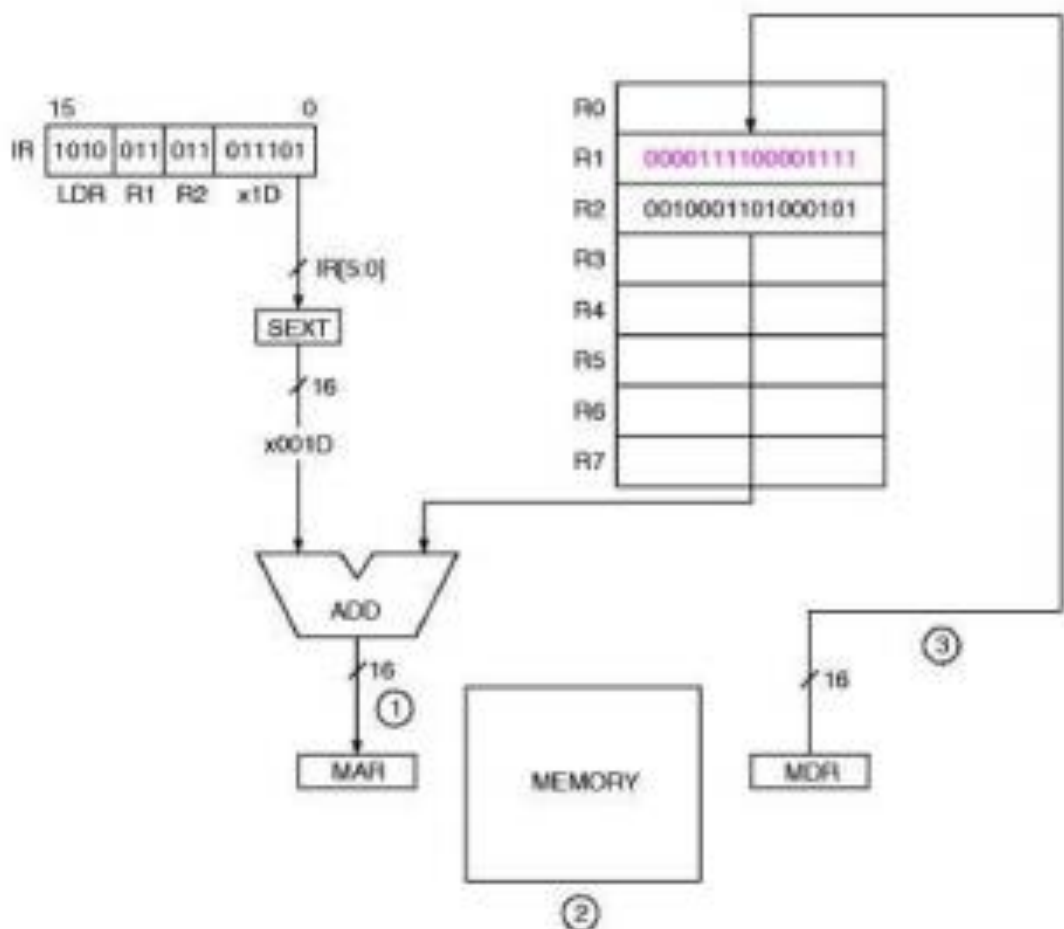 15 0
IR 1010 011 011 011101
LDR R1 R2 x1D
IR[5:0]
SEXT
16
x001D
ADD
16
1
MAR
R0
R1 0000111100001111
R2 0010001101000101
R3
R4
R5
R6
R7
MEMORY
2
3
16
MDR